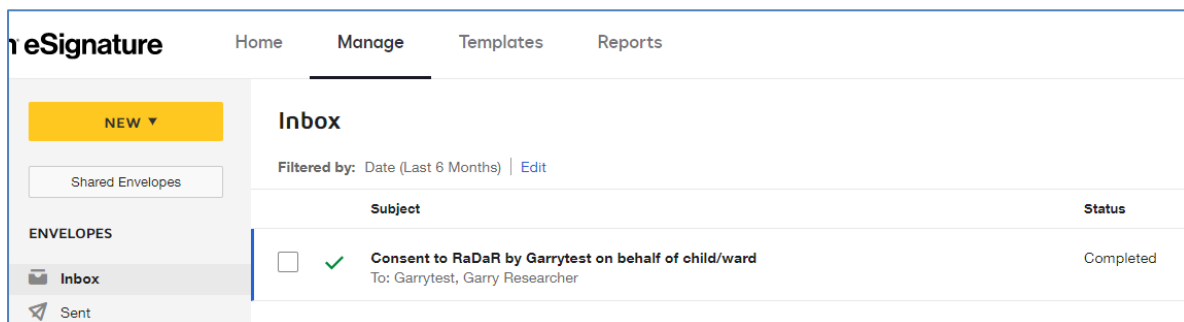 eSignature Home Manage Templates Reports
NEW
Shared Envelopes
ENVELOPES
Inbox
Sent
Inbox
Filtered by: Date (Last 6 Months) | Edit
Subject Status
Consent to RaDaR by Garrytest on behalf of child/ward Completed
To: Garrytest, Garry Researcher